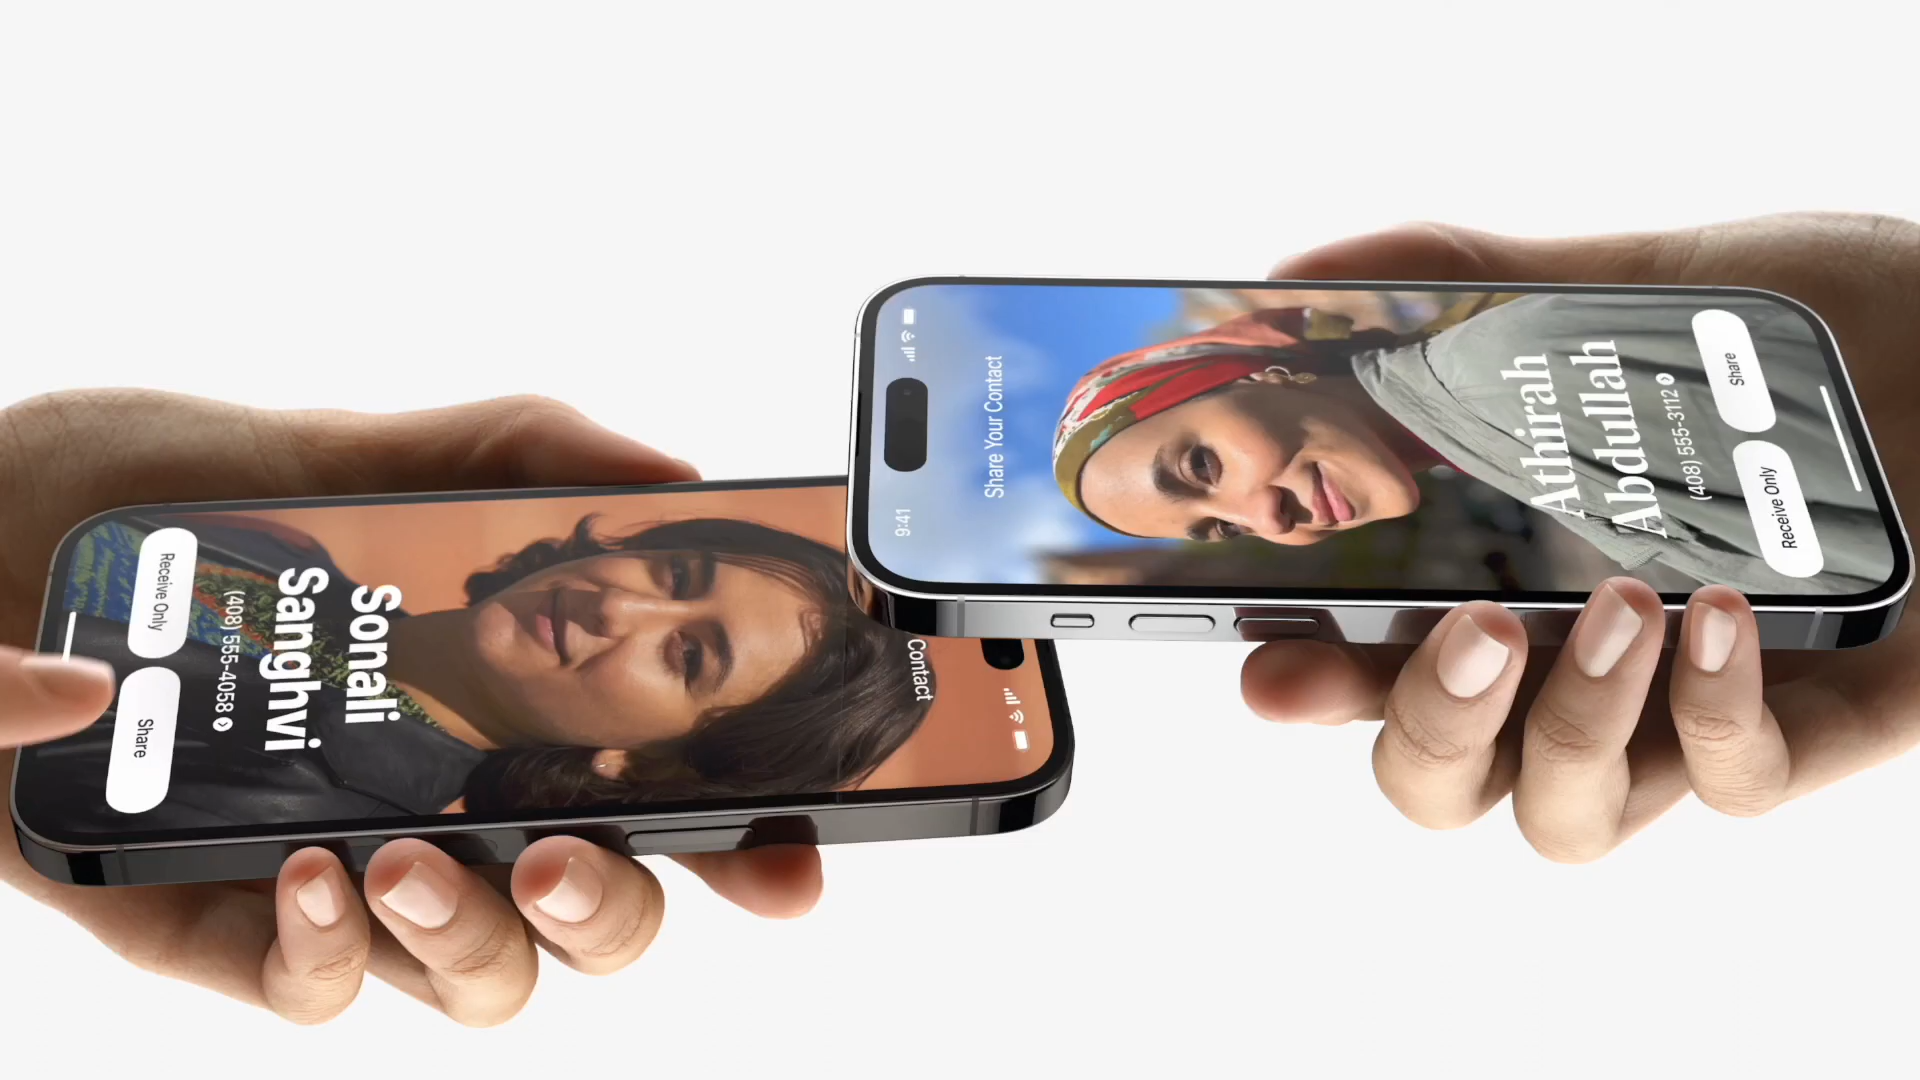 Contact
Sonali
Sanghvi
(408) 555-4058
Receive Only
Share
9:41
Share Your Contact
Athirah
Abdullah
(408) 555-3112
Receive Only
Share